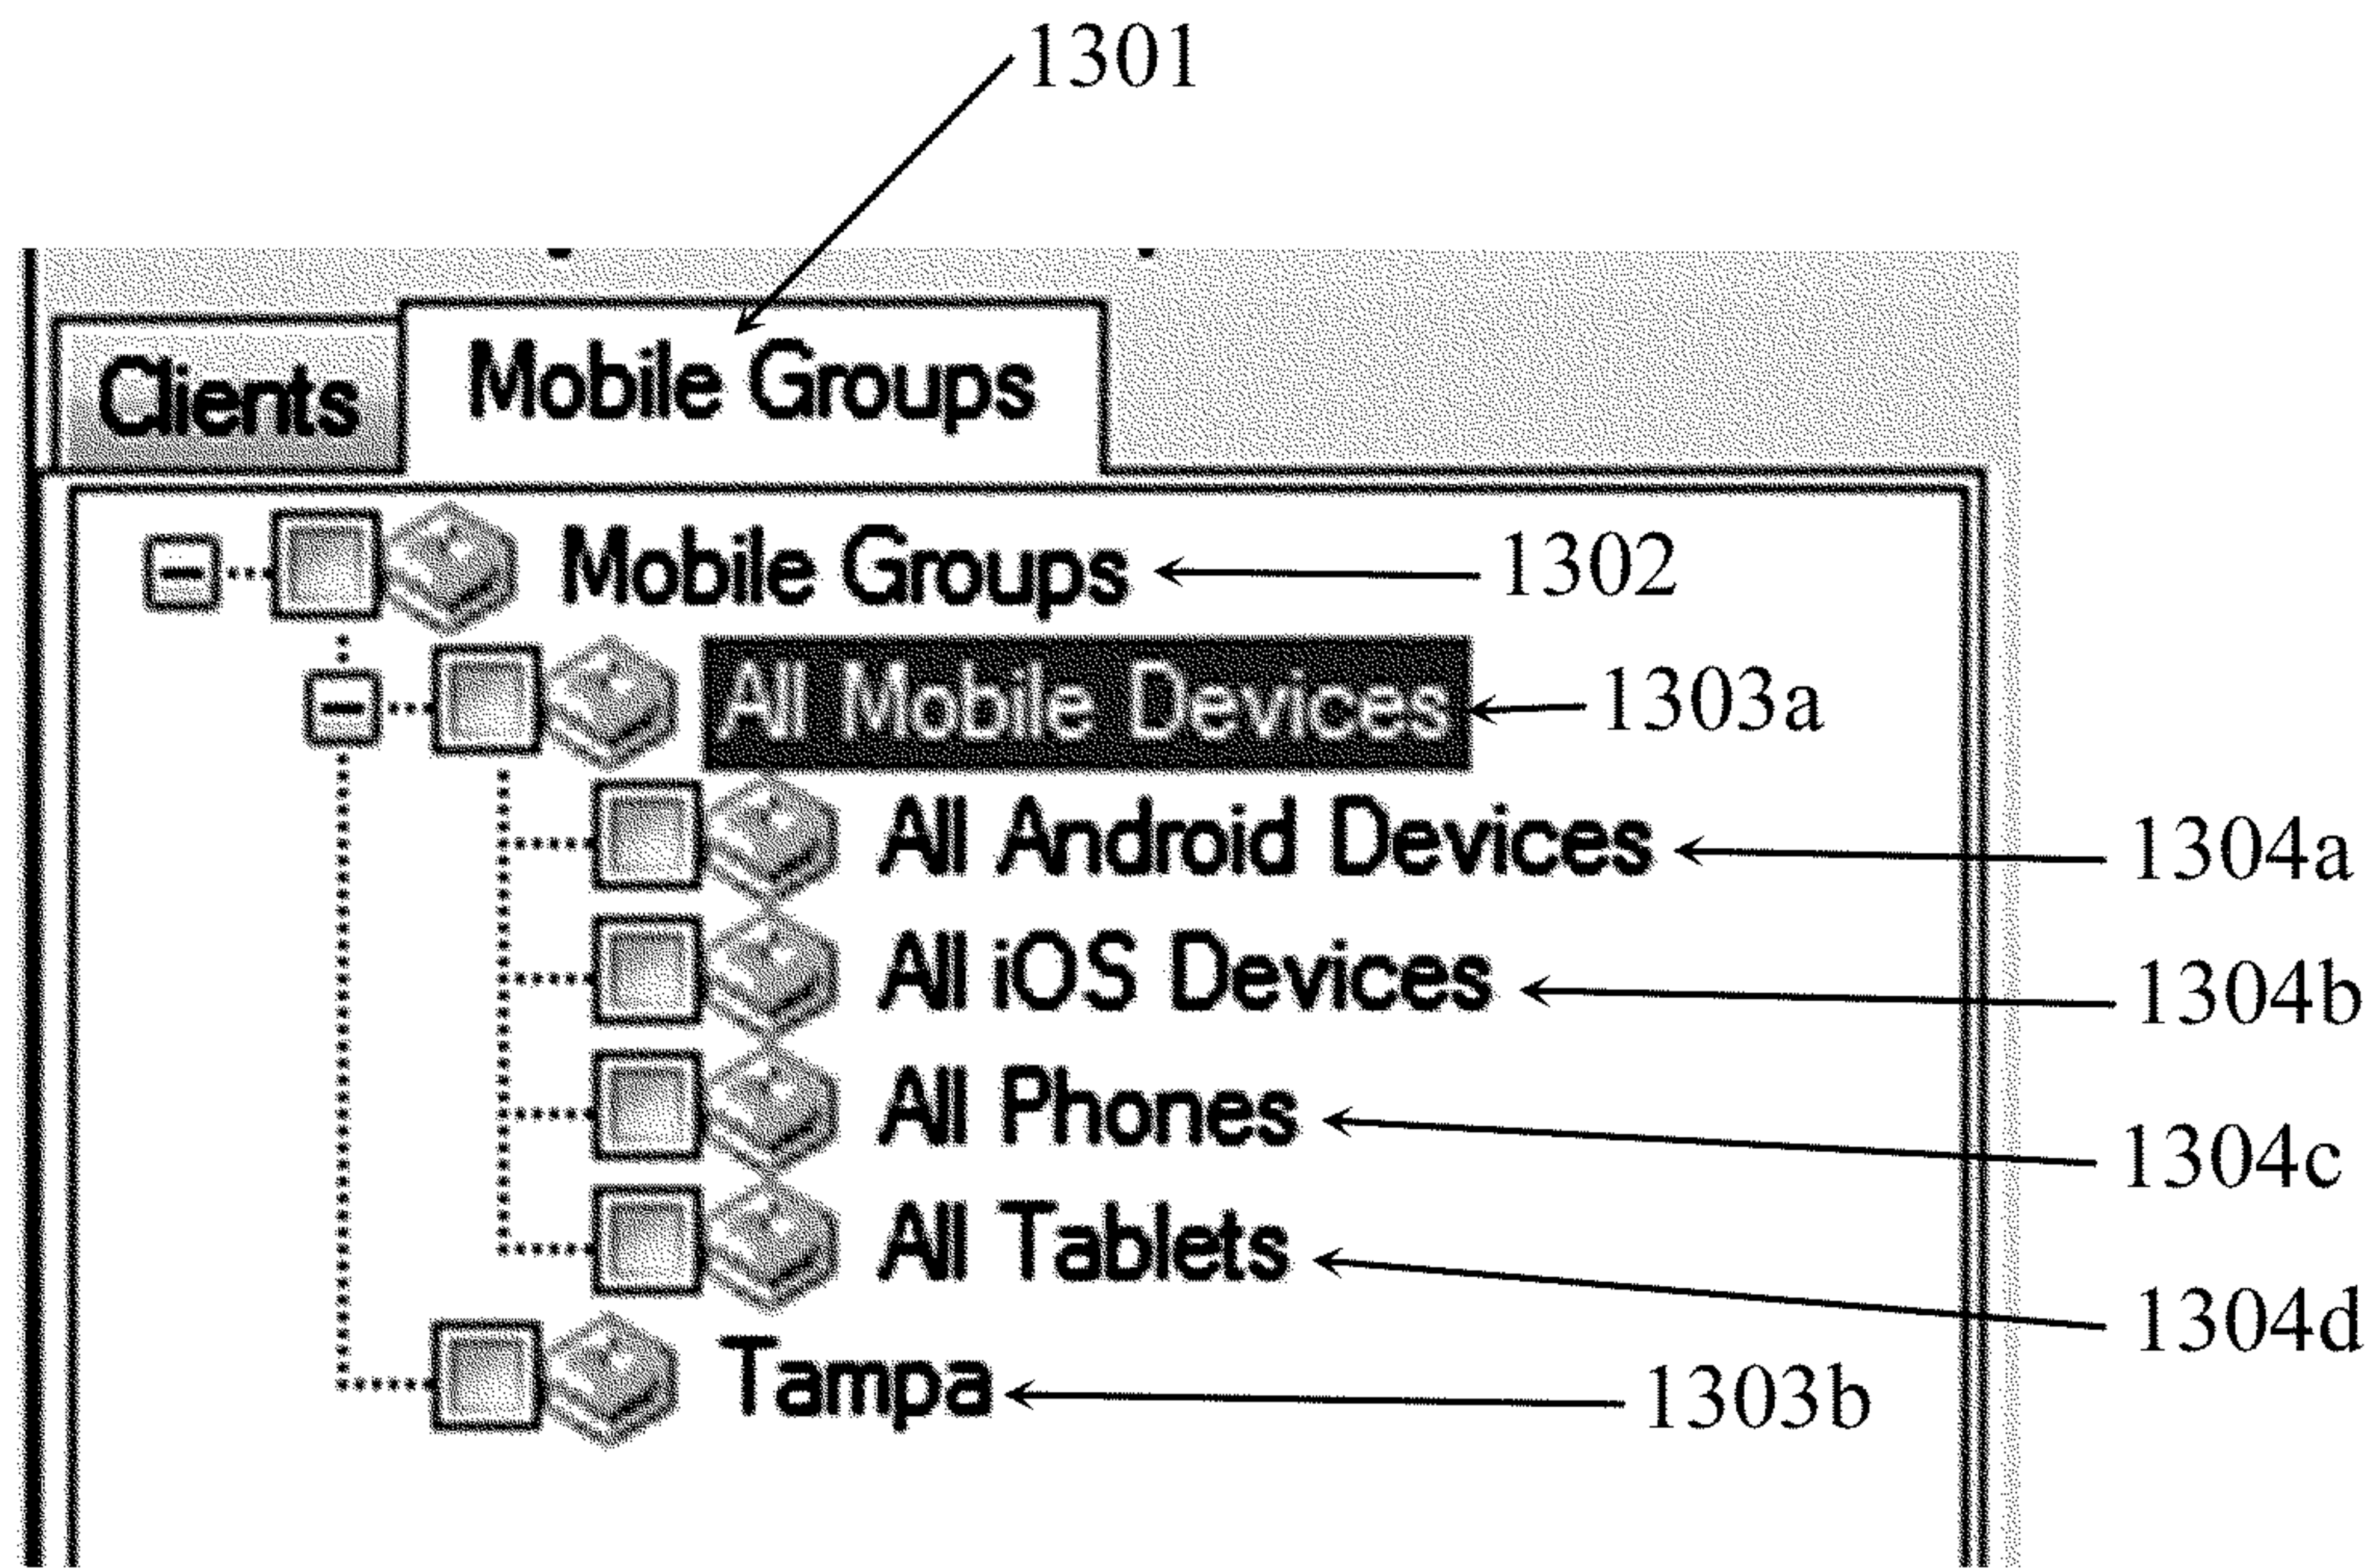 1301
Clients Mobile Groups
Mobile Groups 1302
All Mobile Devices 1303a
All Android Devices 1304a
All iOS Devices 1304b
All Phones 1304c
All Tablets 1304d
Tampa 1303b